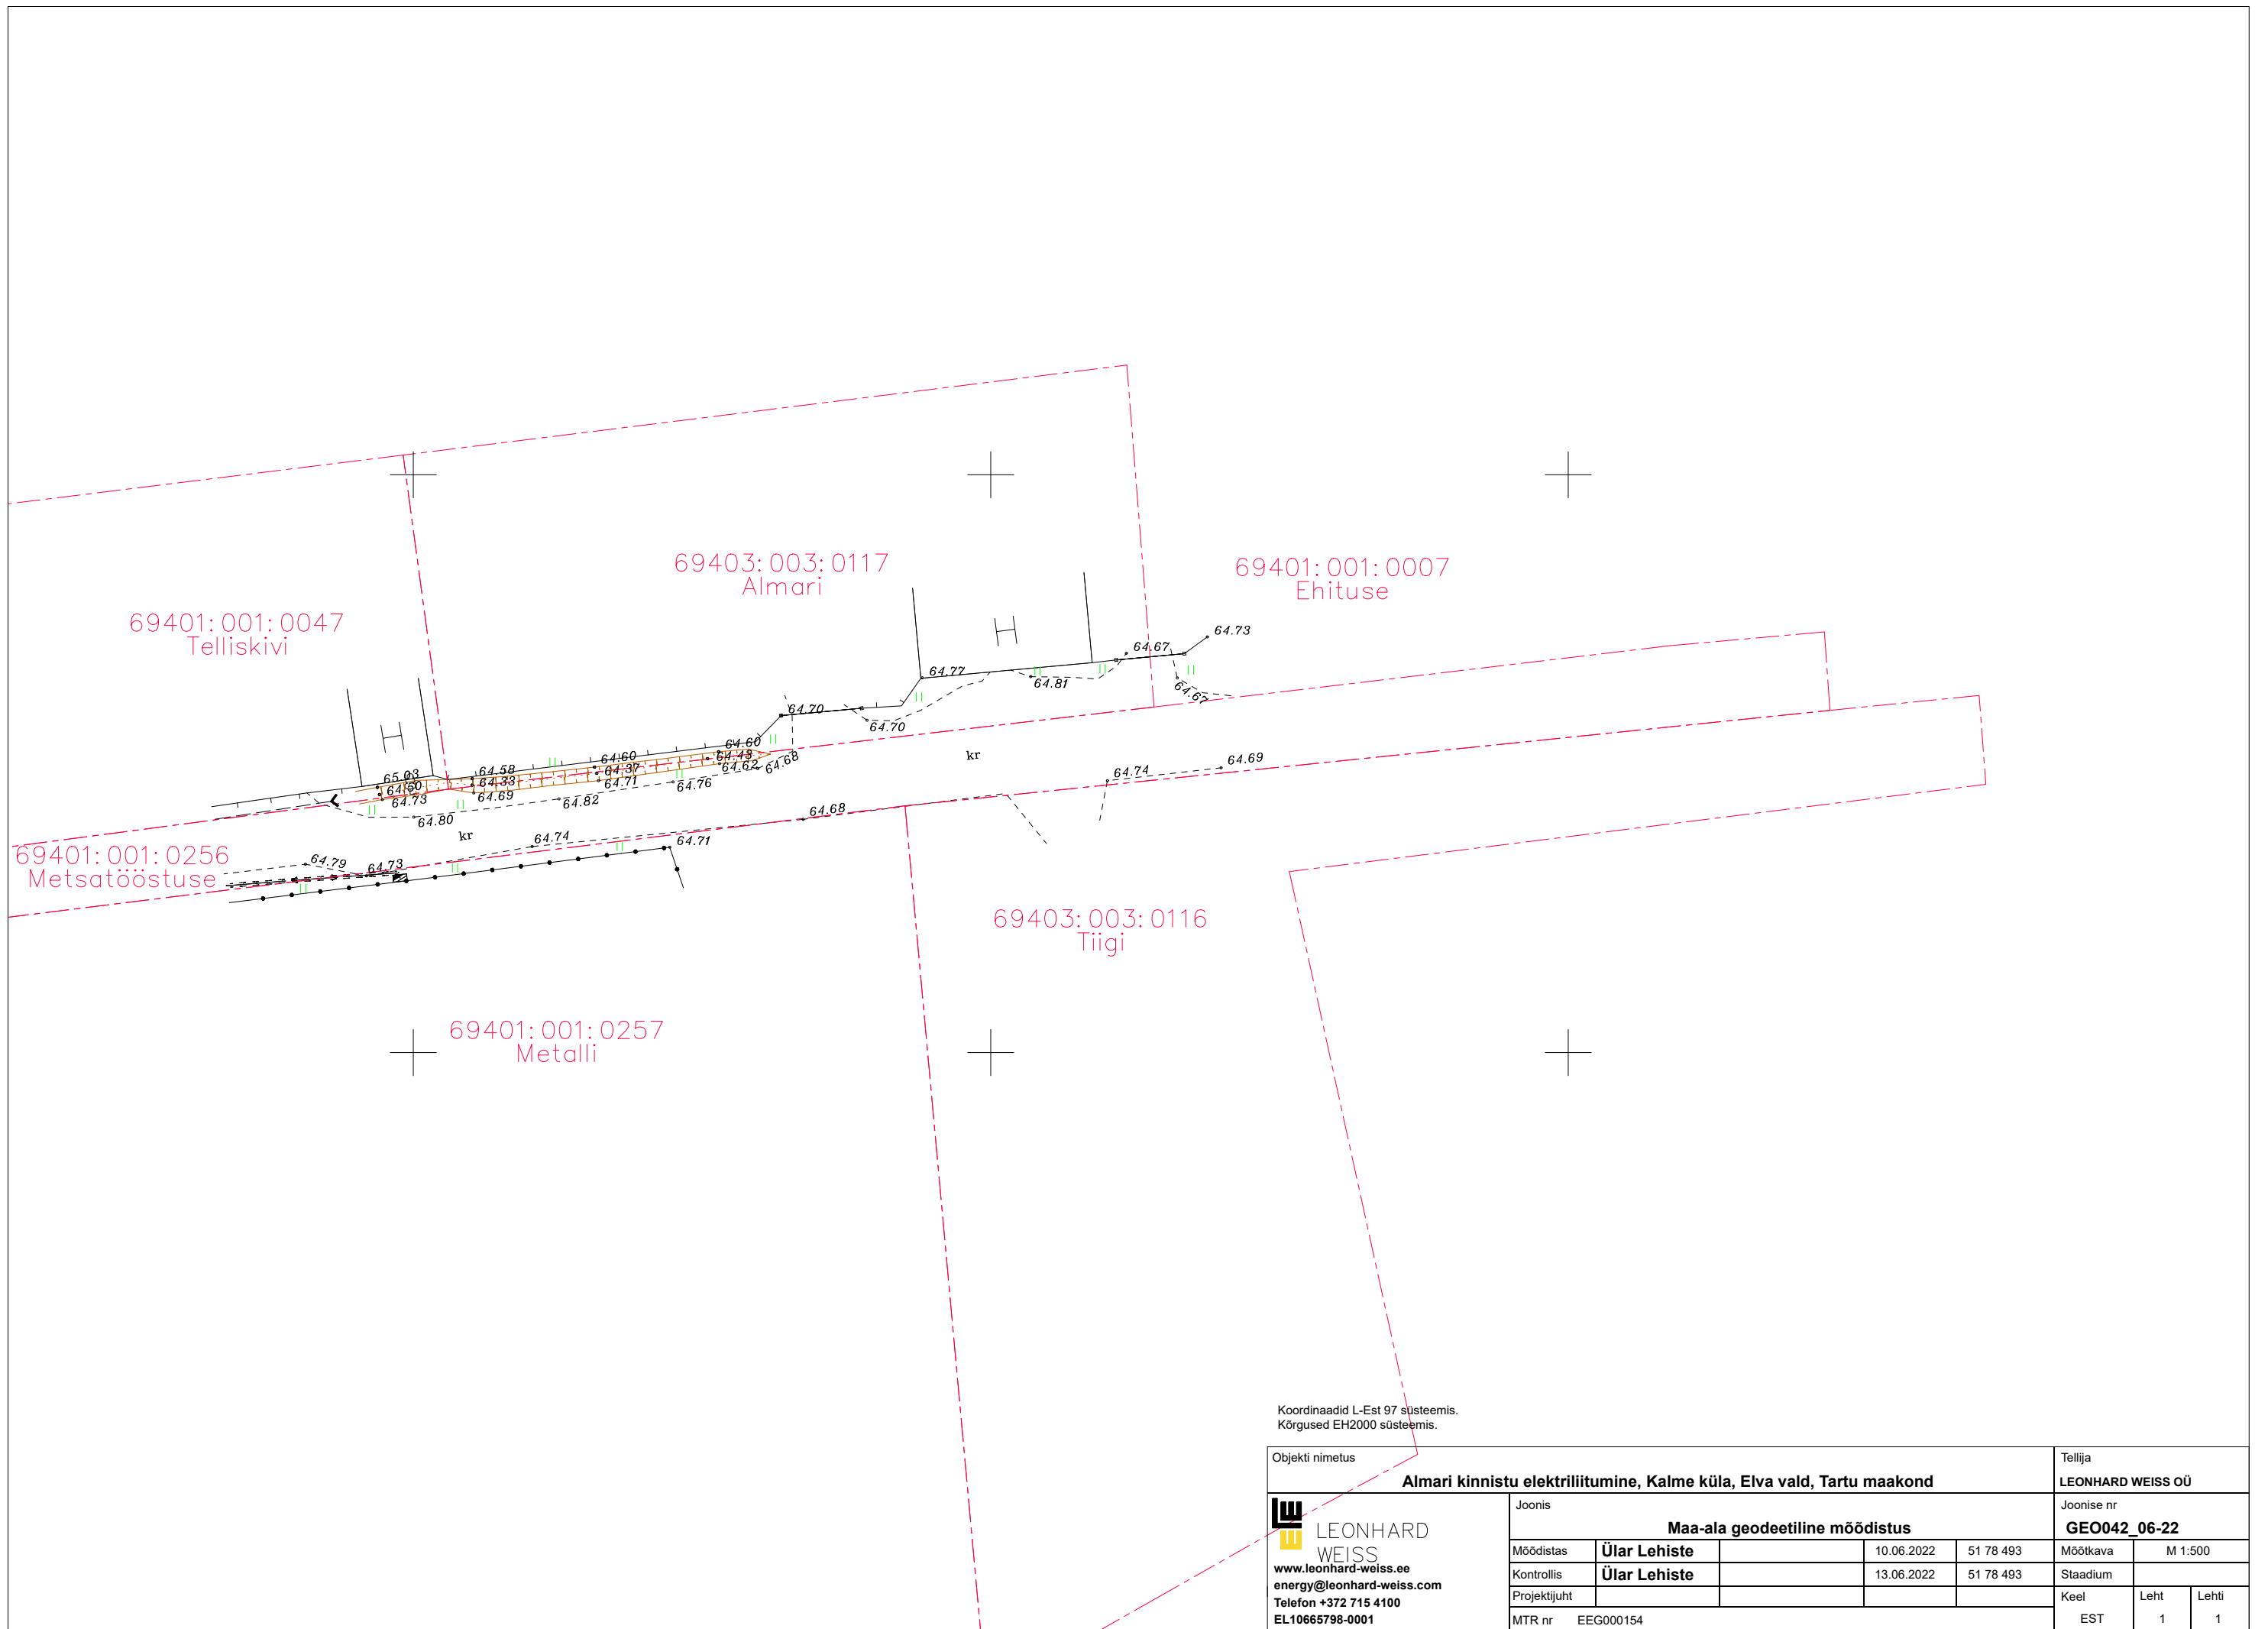 69403:003:0117
Almari
69401:001:0007
Ehituse
69401:001:0047
Telliskivi
H
64.73
64.67
64.77
64.81
64.67
64.70
64.70
H
64.60
64.60
64.43
64.62
64.68
65.03
64.58
64.37
64.50
64.33
64.71
64.76
64.73
64.69
64.82
64.80
kr
64.69
64.74
64.68
kr
64.74
64.71
69401:001:0256
Metsatööstuse
64.79
64.73
69403:003:0116
Tiigi
69401:001:0257
Metalli
Koordinaadid L-Est 97 süsteemis.
Kõrgused EH2000 süsteemis.
Objekti nimetus
Almari kinnistu elektriliitumine, Kalme küla, Elva vald, Tartu maakond
Tellija
LEONHARD WEISS OÜ
LEONHARD
WEISS
www.leonhard-weiss.ee
energy@leonhard-weiss.com
Telefon +372 715 4100
EL10665798-0001
Joonis
Maa-ala geodeetiline mõõdistus
Joonise nr
GEO042_06-22
Mõõdistas Ülar Lehiste 10.06.2022 51 78 493 Mõõtkava M 1:500
Kontrollis Ülar Lehiste 13.06.2022 51 78 493 Staadium
Projektijuht Keel Leht Lehti
MTR nr EEG000154 EST 1 1